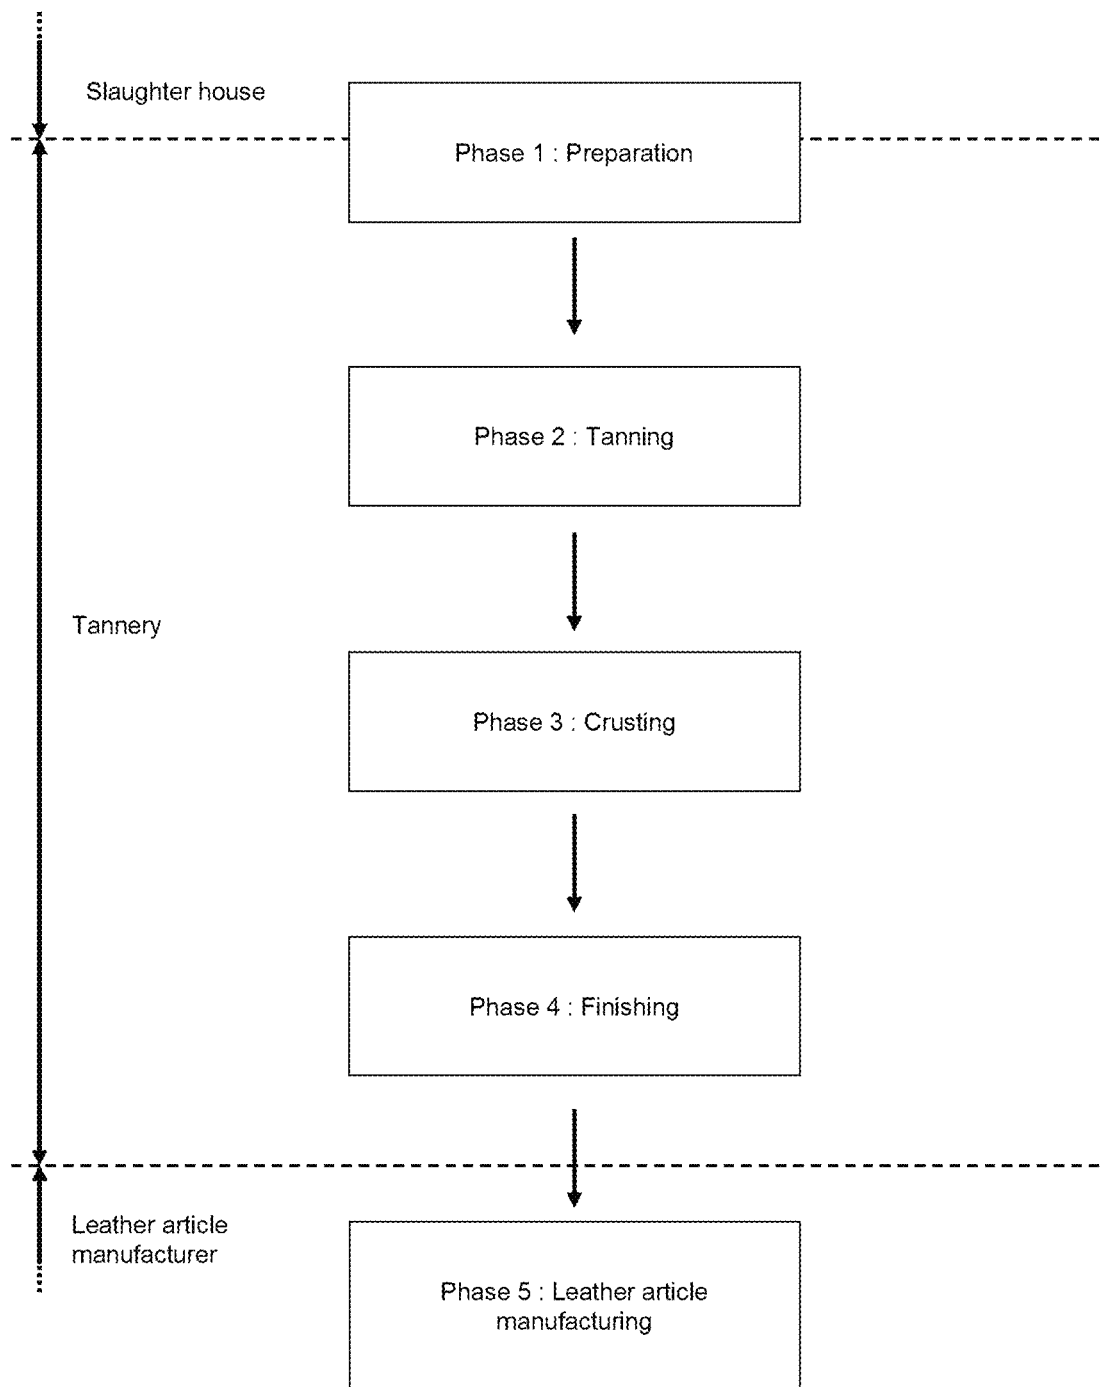 Slaughter house
Phase 1 : Preparation
Phase 2 : Tanning
Tannery
Phase 3 : Crusting
Phase 4 : Finishing
Leather article
manufacturer
Phase 5 : Leather article
manufacturing